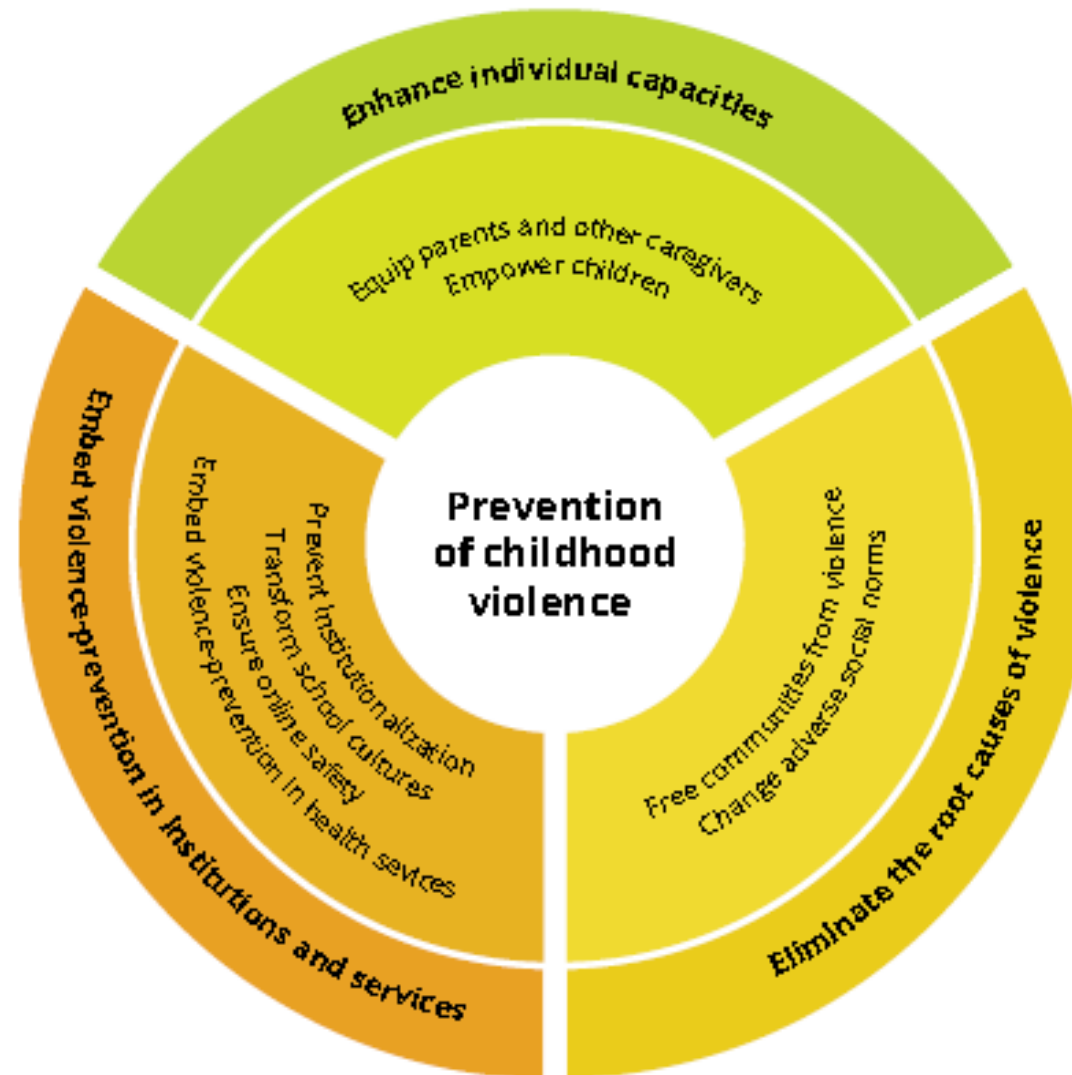 Enhance individual capacities
Equip parents and other caregivers
Empower children
Prevention
of childhood
violence
Embed violence-prevention in institutions and services
Prevent institutionalization
Transform school cultures
Ensure online safety
Embed violence-prevention in health sevices
Free communities from violence
Change adverse social norms
Eliminate the root causes of violence